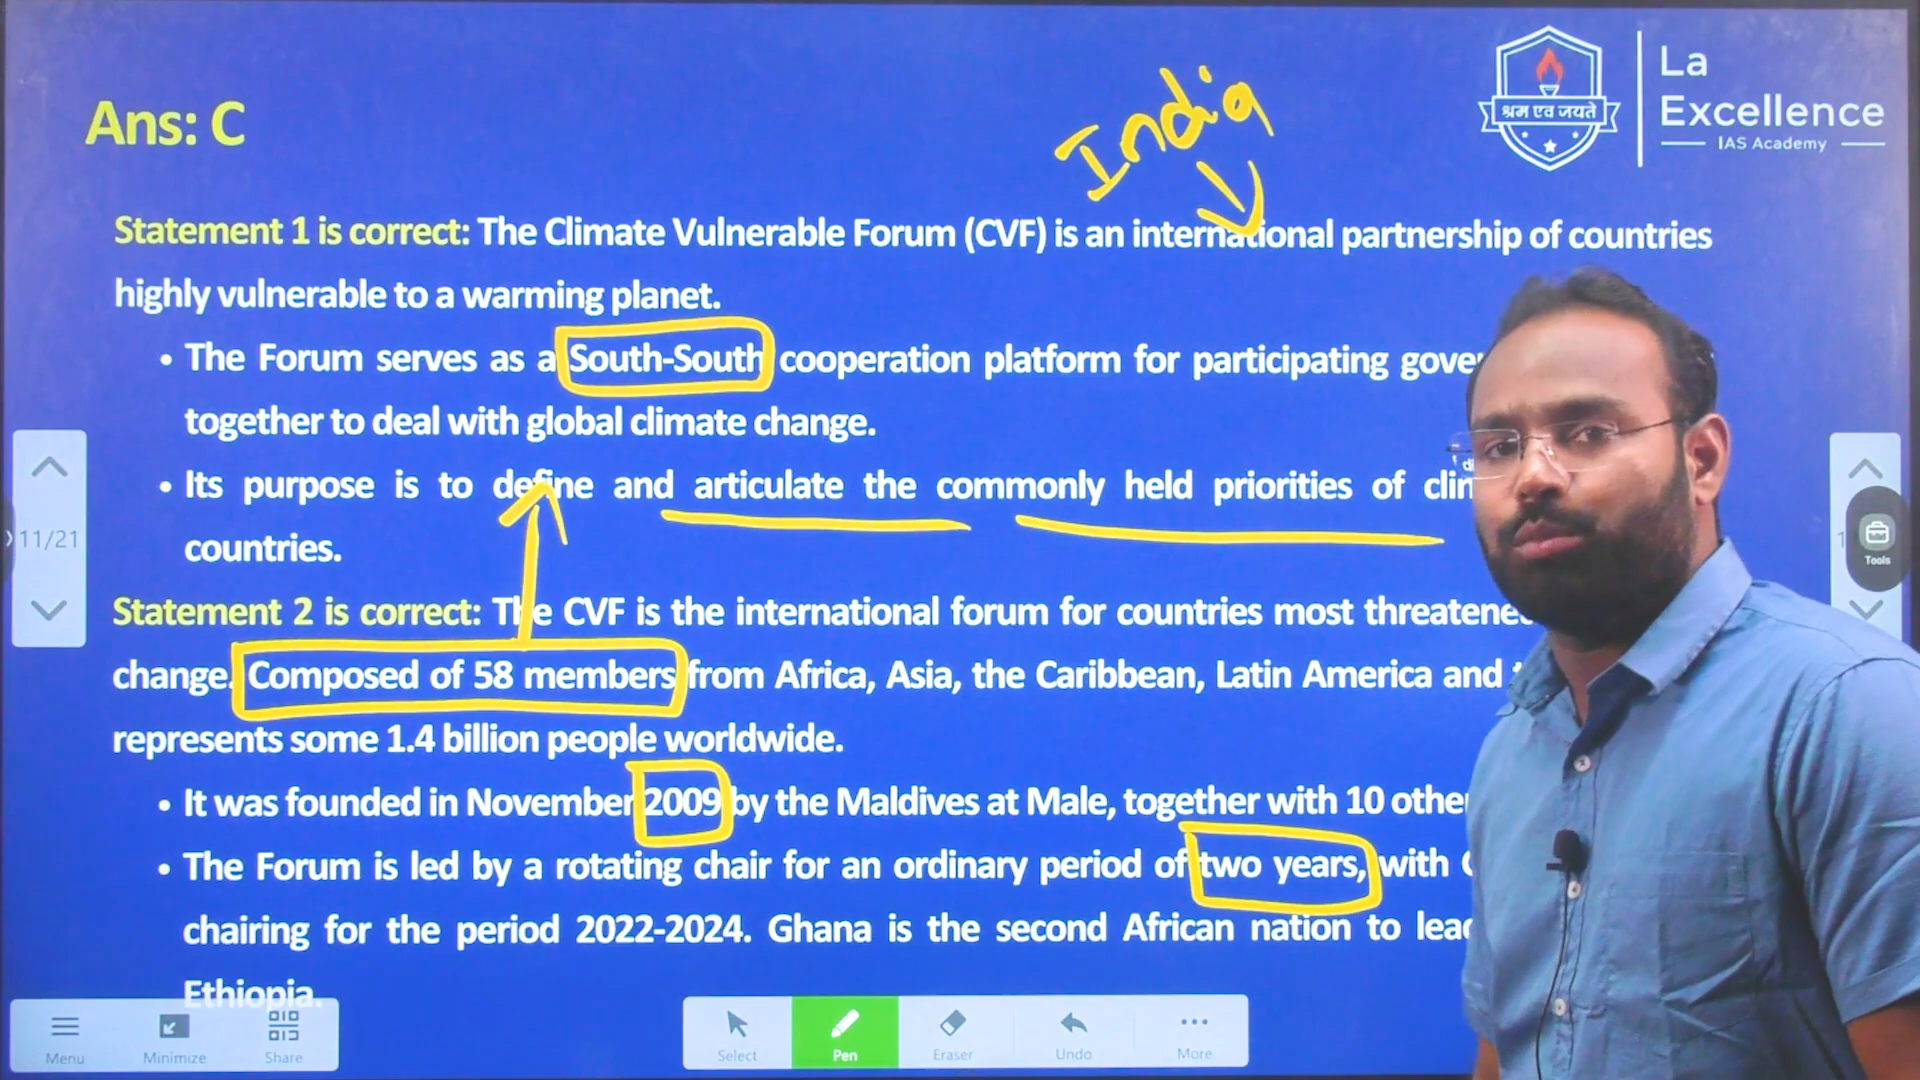 India
श्रम एव जयते
La
Excellence
IAS Academy
Ans: C
Statement 1 is correct: The Climate Vulnerable Forum (CVF) is an international partnership of countries
highly vulnerable to a warming planet.
• The Forum serves as a South-South cooperation platform for participating gove
together to deal with global climate change.
• Its purpose is to define and articulate the commonly held priorities of clim
countries.
Statement 2 is correct: The CVF is the international forum for countries most threatened
change. Composed of 58 members from Africa, Asia, the Caribbean, Latin America and
represents some 1.4 billion people worldwide.
• It was founded in November 2009 by the Maldives at Male, together with 10 other
• The Forum is led by a rotating chair for an ordinary period of two years, with
chairing for the period 2022-2024. Ghana is the second African nation to lead
Ethiopia.
11/21
Tools
Menu
Minimize
Share
Select
Pen
Eraser
Undo
More